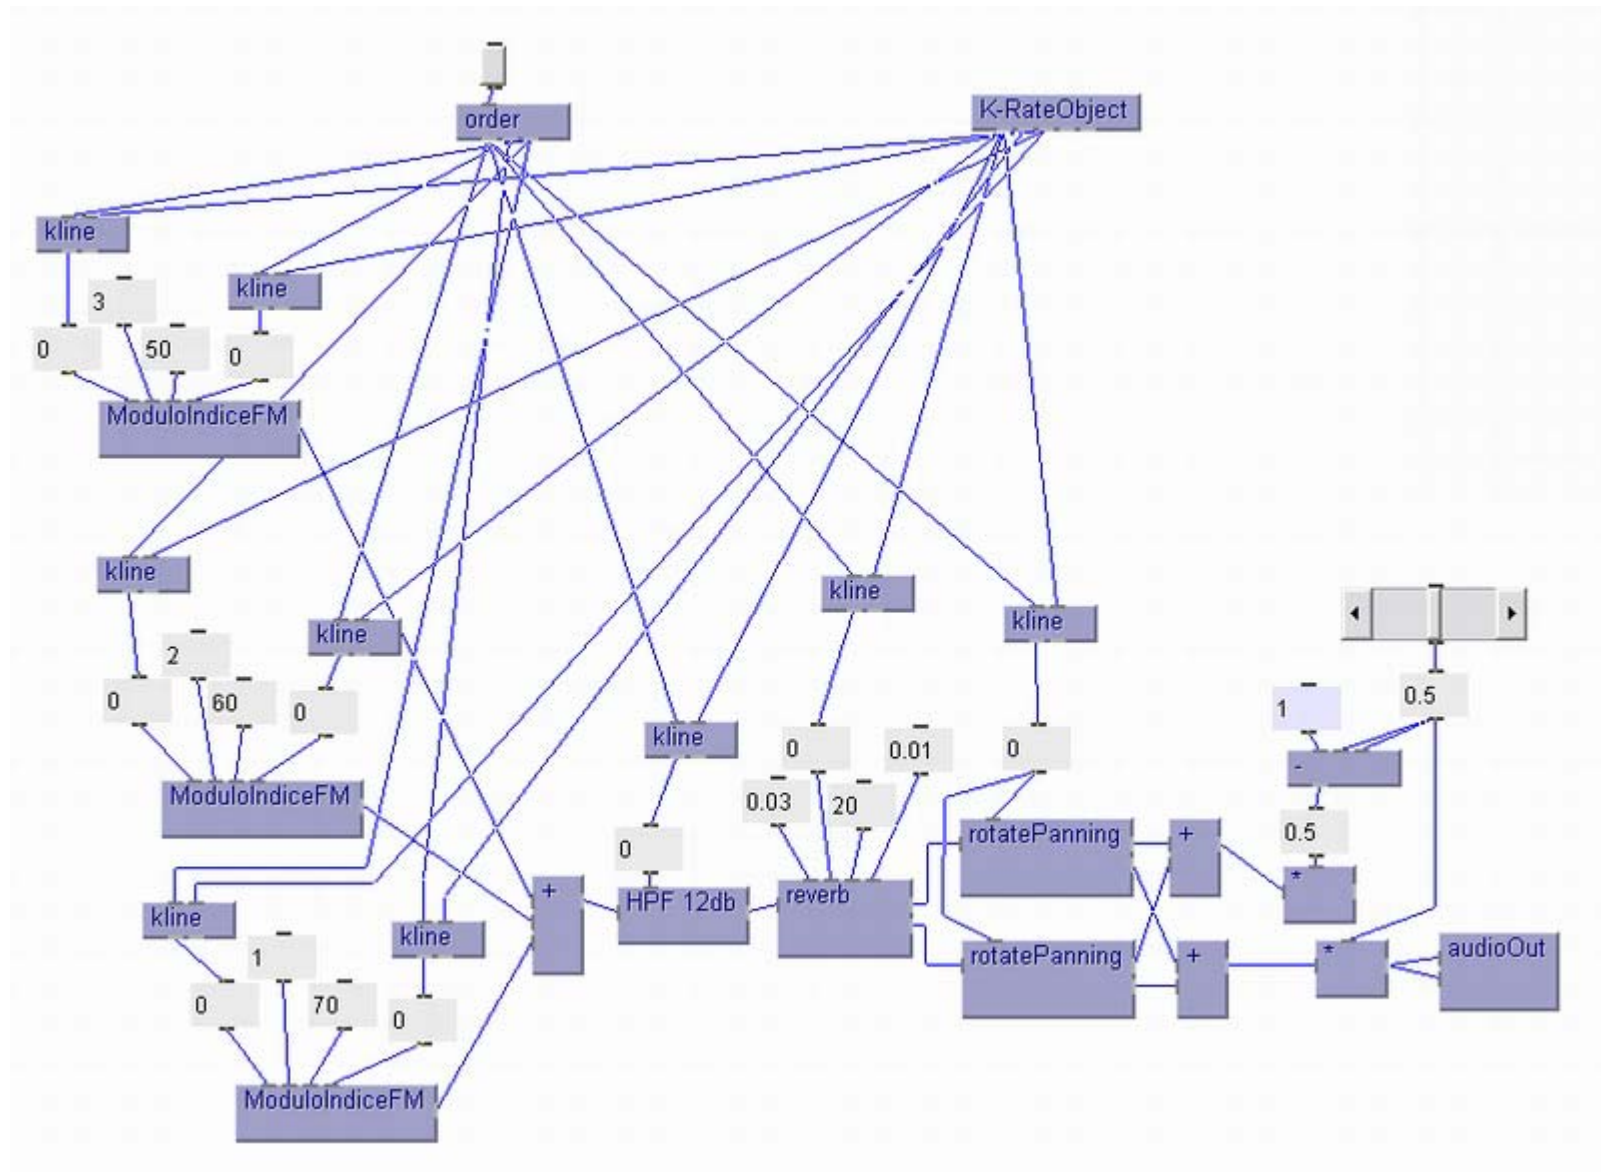 order
K-RateObject
kline
kline
3
0
50
0
ModuloIndiceFM
kline
kline
2
0
60
0
ModuloIndiceFM
kline
kline
1
0
70
0
ModuloIndiceFM
+
kline
0
HPF 12db
kline
0
0.01
0.03
20
reverb
kline
0
rotatePanning
rotatePanning
+
+
0.5
1
-
0.5
*
*
audioOut